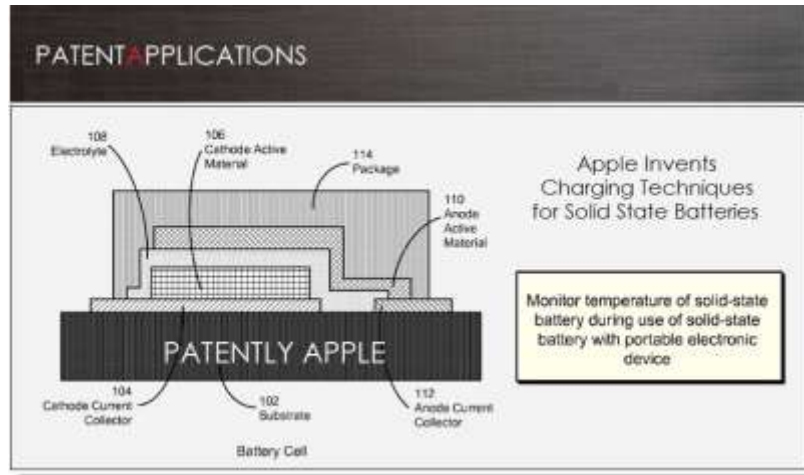 PATENTAPPLICATIONS
108
Electrolyte
106
Cathode Active
Material
114
Package
110
Anode
Active
Material
Apple Invents
Charging Techniques
for Solid State Batteries
Monitor temperature of solid-state
battery during use of solid-state
battery with portable electronic
device
PATENTLY APPLE
104
Cathode Current
Collector
102
Substrate
112
Anode Current
Collector
Battery Cell